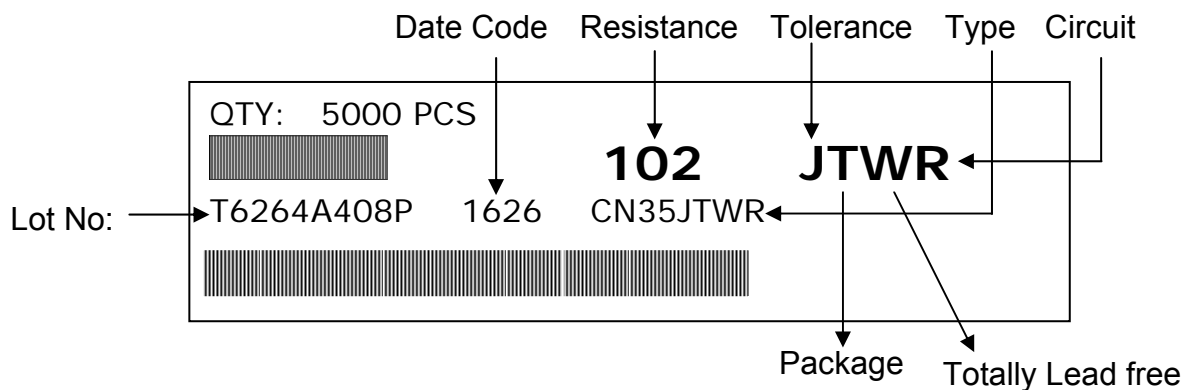 Date Code Resistance Tolerance Type Circuit
QTY: 5000 PCS
102 JTWR
Lot No: T6264A408P 1626 CN35JTWR
Package Totally Lead free